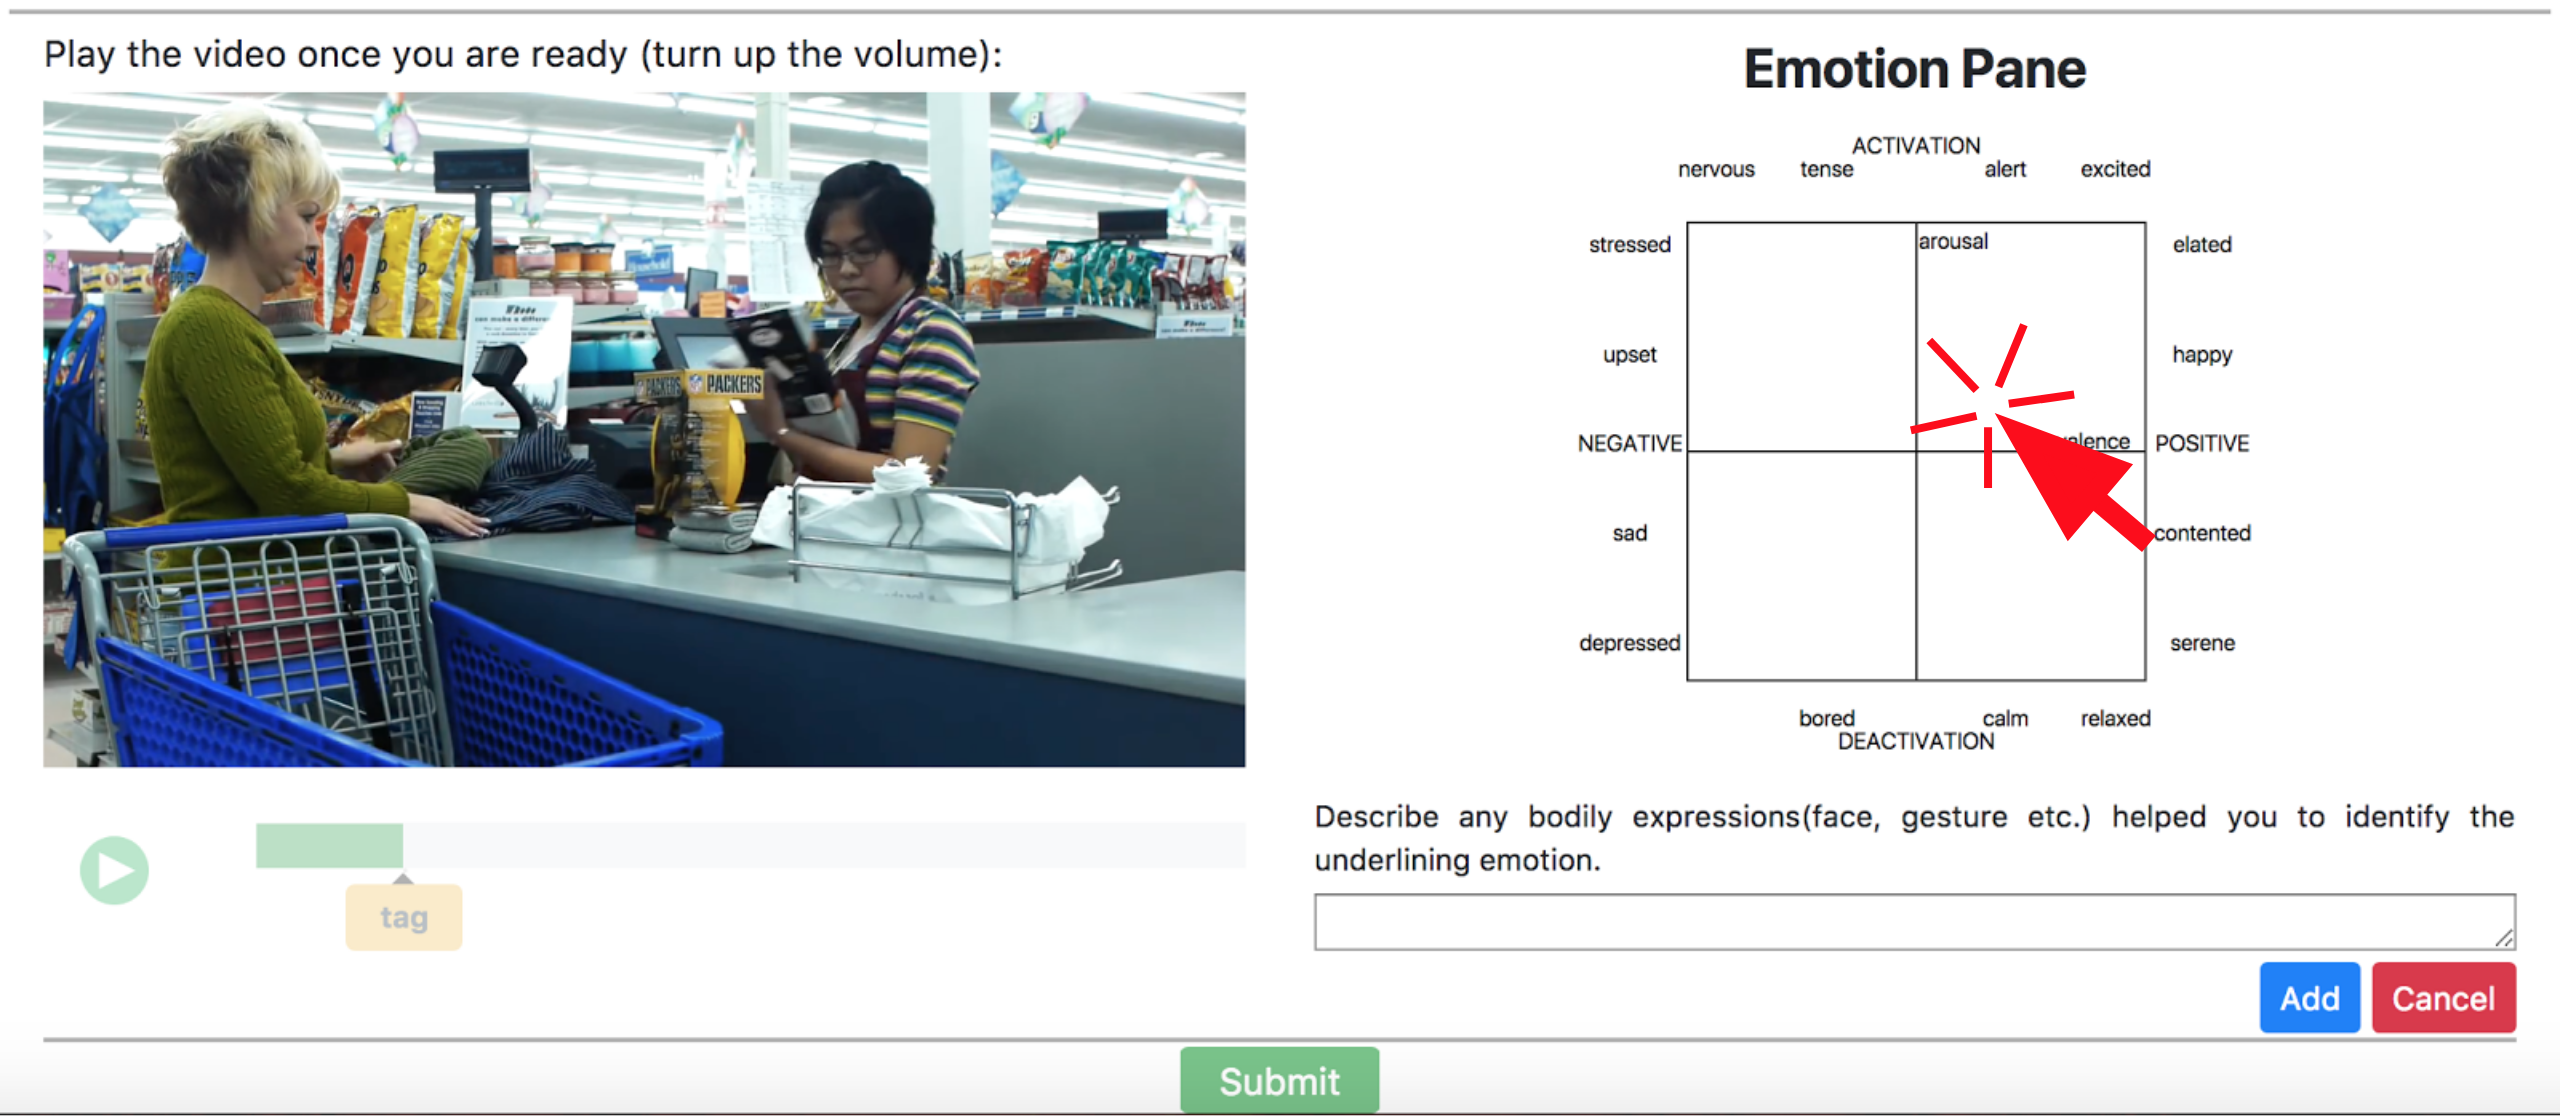 Play the video once you are ready (turn up the volume):
PACKERS
PACKERS
Emotion Pane
ACTIVATION
nervous tense alert excited
stressed arousal elated
upset happy
NEGATIVE POSITIVE
sad contented
depressed serene
bored calm relaxed
DEACTIVATION
tag
Describe any bodily expressions(face, gesture etc.) helped you to identify the
underlining emotion.
Add Cancel
Submit